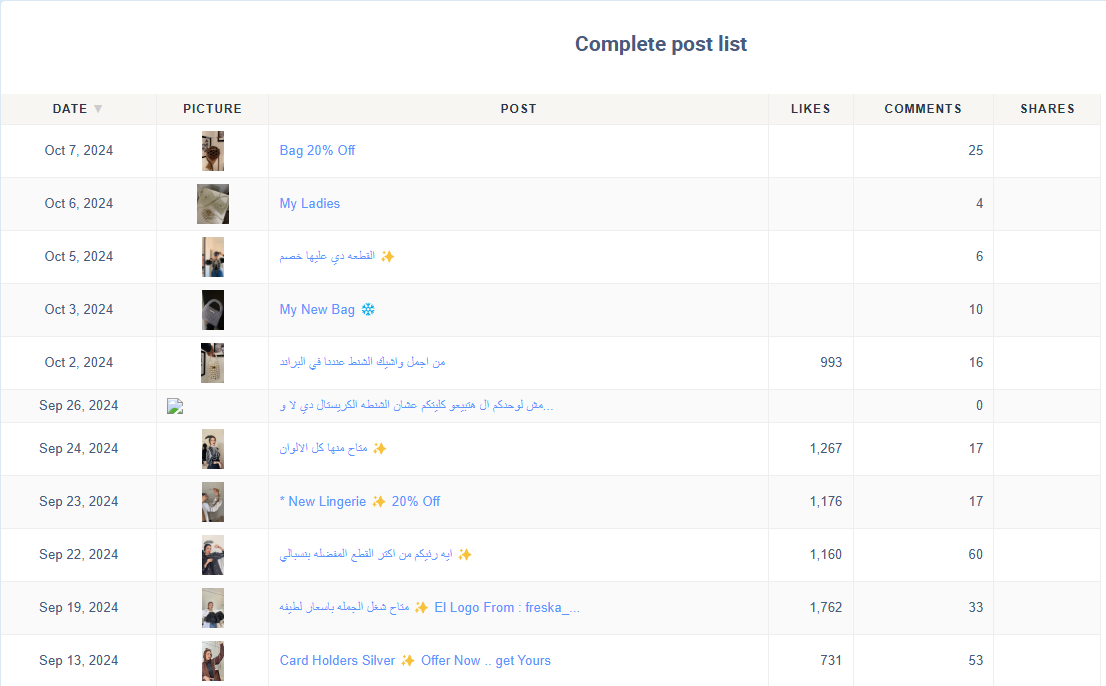 Complete post list
DATE ▼ PICTURE POST LIKES COMMENTS SHARES
Oct 7, 2024 Bag 20% Off 25
Oct 6, 2024 My Ladies 4
Oct 5, 2024 القطعه دي عليها خصم ✨ 6
Oct 3, 2024 My New Bag ❄️ 10
Oct 2, 2024 من اجمل واشيك الشنط عندنا في البراند 993 16
Sep 26, 2024 مش لوحدكم ال هتبيعو كليتكم عشان الشنطه الكريستال دي لا و... 0
Sep 24, 2024 متاح منها كل الالوان ✨ 1,267 17
Sep 23, 2024 * New Lingerie ✨ 20% Off 1,176 17
Sep 22, 2024 ايه رئيكم من اكتر القطع المفضله بنسبالي ✨ 1,160 60
Sep 19, 2024 متاح شغل الجمله باسعار لطيفه ✨ El Logo From : freska_... 1,762 33
Sep 13, 2024 Card Holders Silver ✨ Offer Now .. get Yours 731 53